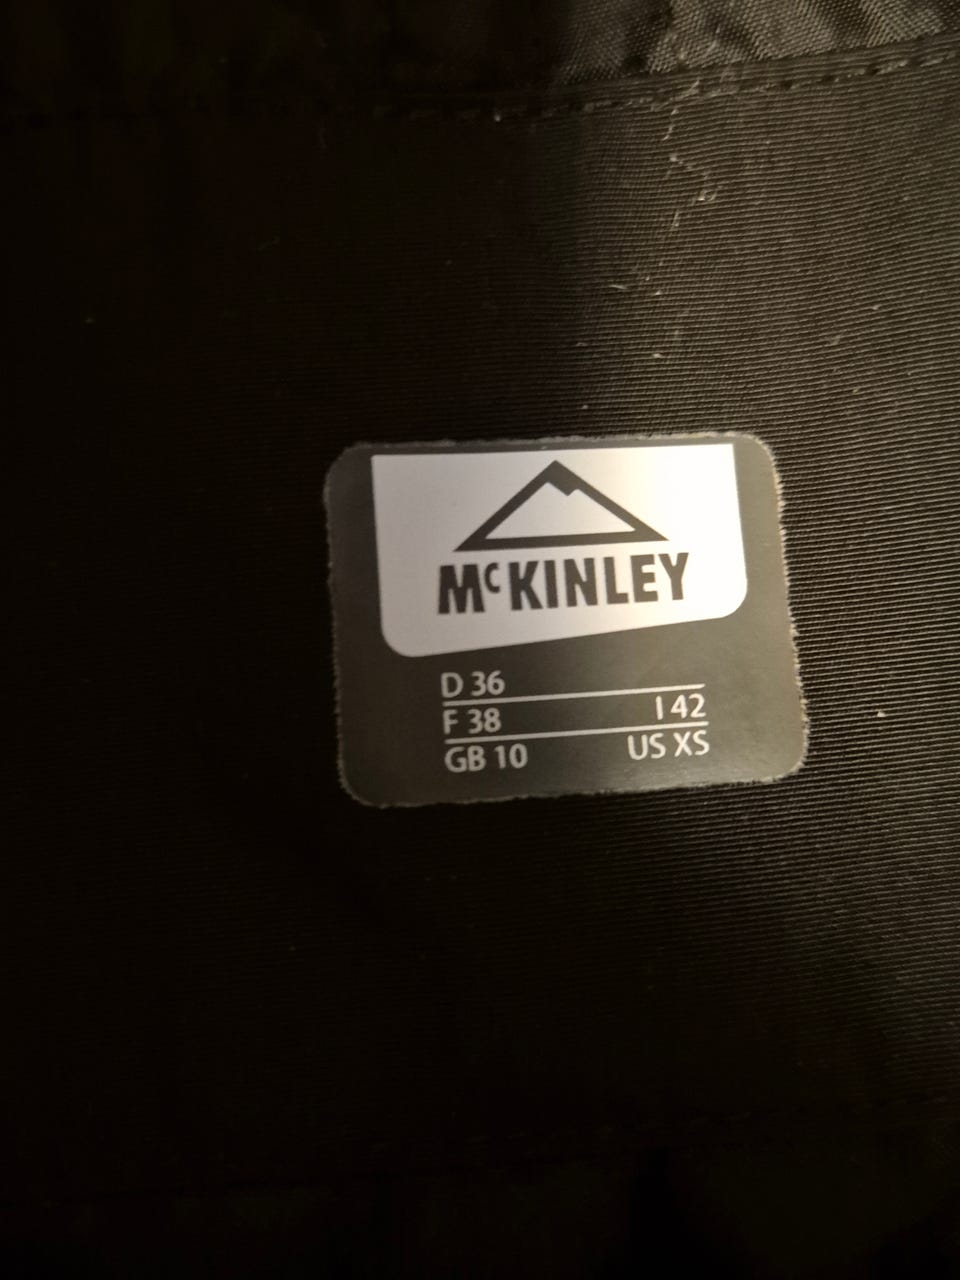 McKINLEY
D 36
F 38 I 42
GB 10 US XS